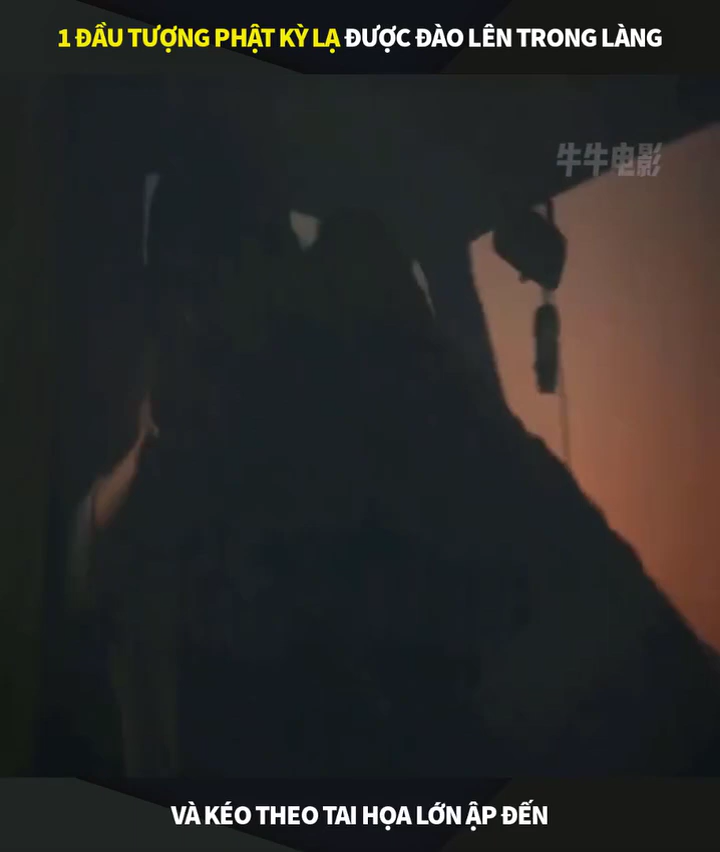 1 ĐẦU TƯỢNG PHẬT KỲ LẠ ĐƯỢC ĐÀO LÊN TRONG LÀNG
牛牛电影
VÀ KÉO THEO TAI HỌA LỚN ẬP ĐẾN